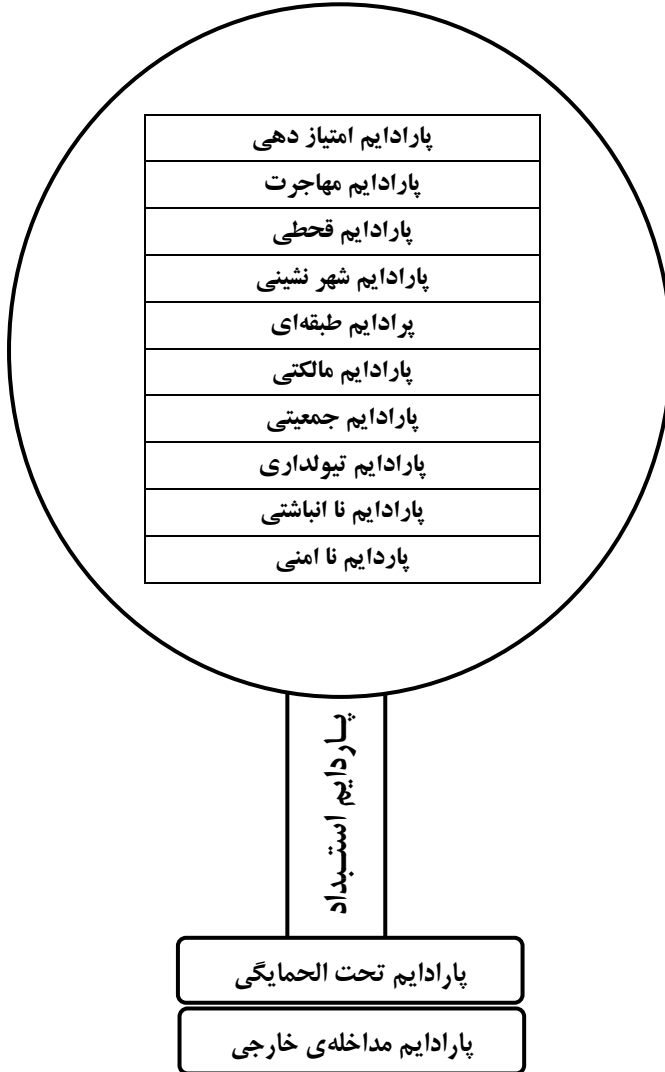 پارادایم امتیاز دهی
پارادایم مهاجرت
پارادایم قحطی
پارادایم شهر نشینی
پرادایم طبقه‌ای
پارادایم مالکتی
پارادایم جمعیتی
پارادایم تیولداری
پارادایم نا انباشتی
پاردایم نا امنی
پاردایم استبداد
پارادایم تحت الحمایگی
پارادایم مداخله‌ی خارجی